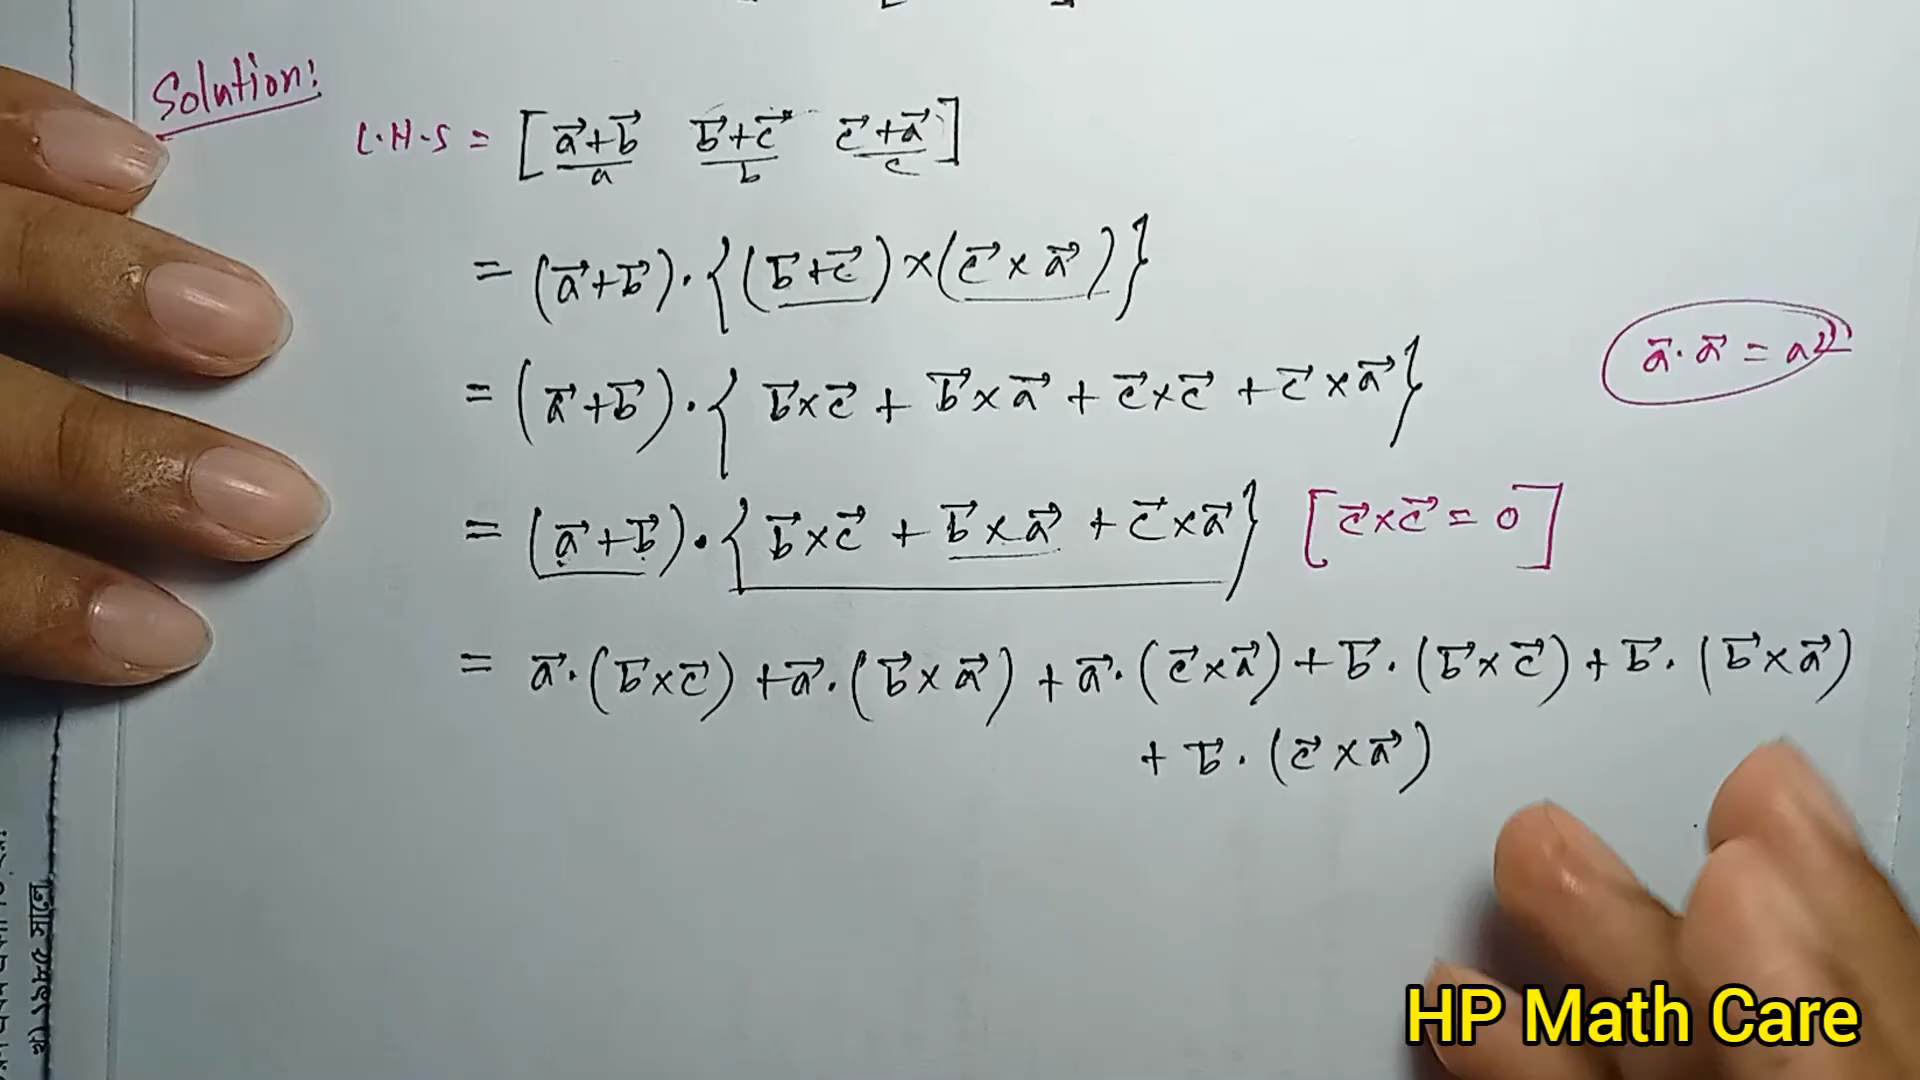 Solution:
L.H.S = [a⃗+b⃗ b⃗+c⃗ c⃗+a⃗]
a b c
= (a⃗+b⃗)·{(b⃗+c⃗)×(c⃗×a⃗)}
= (a⃗+b⃗)·{b⃗×c⃗ + b⃗×a⃗ + c⃗×c⃗ + c⃗×a⃗}
a⃗·a⃗ = a²
= (a⃗+b⃗)·{b⃗×c⃗ + b⃗×a⃗ + c⃗×a⃗} [c⃗×c⃗ = 0]
= a⃗·(b⃗×c⃗) + a⃗·(b⃗×a⃗) + a⃗·(c⃗×a⃗) + b⃗·(b⃗×c⃗) + b⃗·(b⃗×a⃗)
+ b⃗·(c⃗×a⃗)
HP Math Care